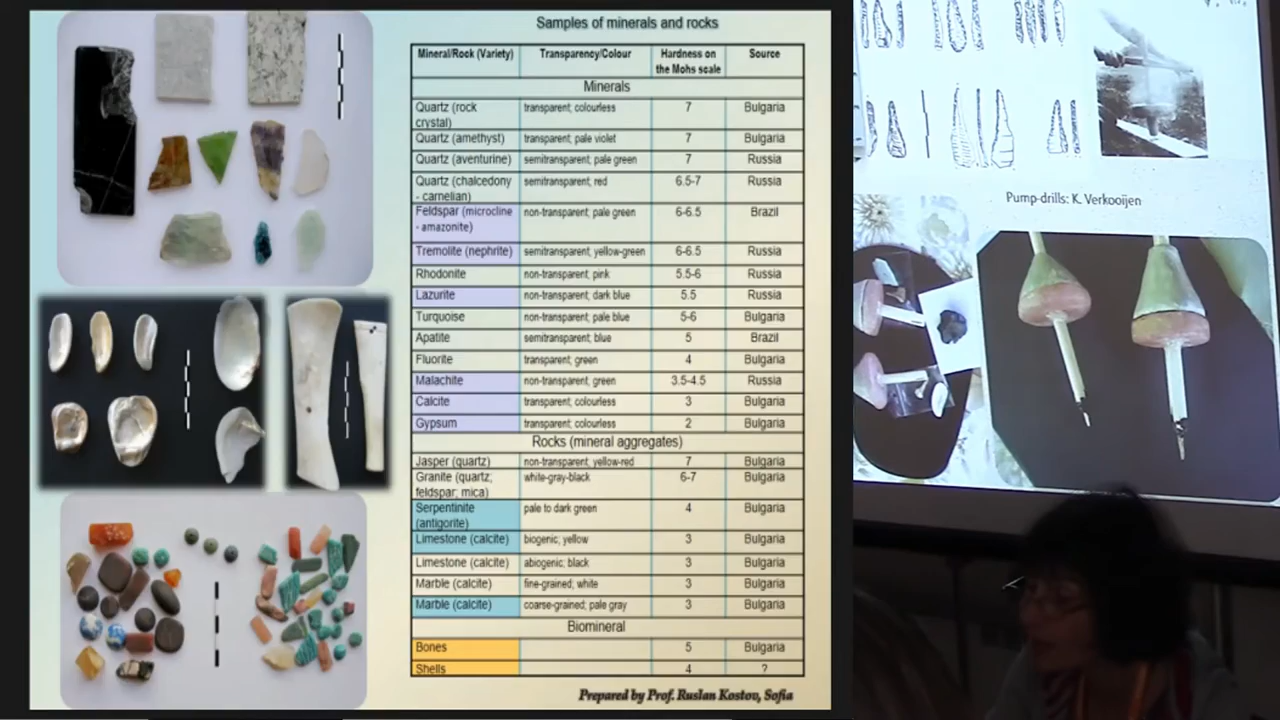 Samples of minerals and rocks
Mineral/Rock (Variety) Transparency/Colour Hardness on the Mohs scale Source
Minerals
Quartz (rock crystal) transparent; colourless 7 Bulgaria
Quartz (amethyst) transparent; pale violet 7 Bulgaria
Quartz (aventurine) semitransparent; pale green 7 Russia
Quartz (chalcedony - carnelian) semitransparent; red 6.5-7 Russia
Feldspar (microcline - amazonite) non-transparent; pale green 6-6.5 Brazil
Tremolite (nephrite) semitransparent; yellow-green 6-6.5 Russia
Rhodonite non-transparent; pink 5.5-6 Russia
Lazurite non-transparent; dark blue 5.5 Russia
Turquoise non-transparent; pale blue 5-6 Bulgaria
Apatite semitransparent; blue 5 Brazil
Fluorite transparent; green 4 Bulgaria
Malachite non-transparent; green 3.5-4.5 Russia
Calcite transparent; colourless 3 Bulgaria
Gypsum transparent; colourless 2 Bulgaria
Rocks (mineral aggregates)
Jasper (quartz) non-transparent; yellow-red 7 Bulgaria
Granite (quartz; feldspar; mica) white-gray-black 6-7 Bulgaria
Serpentinite (antigorite) pale to dark green 4 Bulgaria
Limestone (calcite) biogenic; yellow 3 Bulgaria
Limestone (calcite) abiogenic; black 3 Bulgaria
Marble (calcite) fine-grained; white 3 Bulgaria
Marble (calcite) coarse-grained; pale gray 3 Bulgaria
Biomineral
Bones 5 Bulgaria
Shells 4 ?
Prepared by Prof. Ruslan Kostov, Sofia
Pump-drills: K. Verkooijen